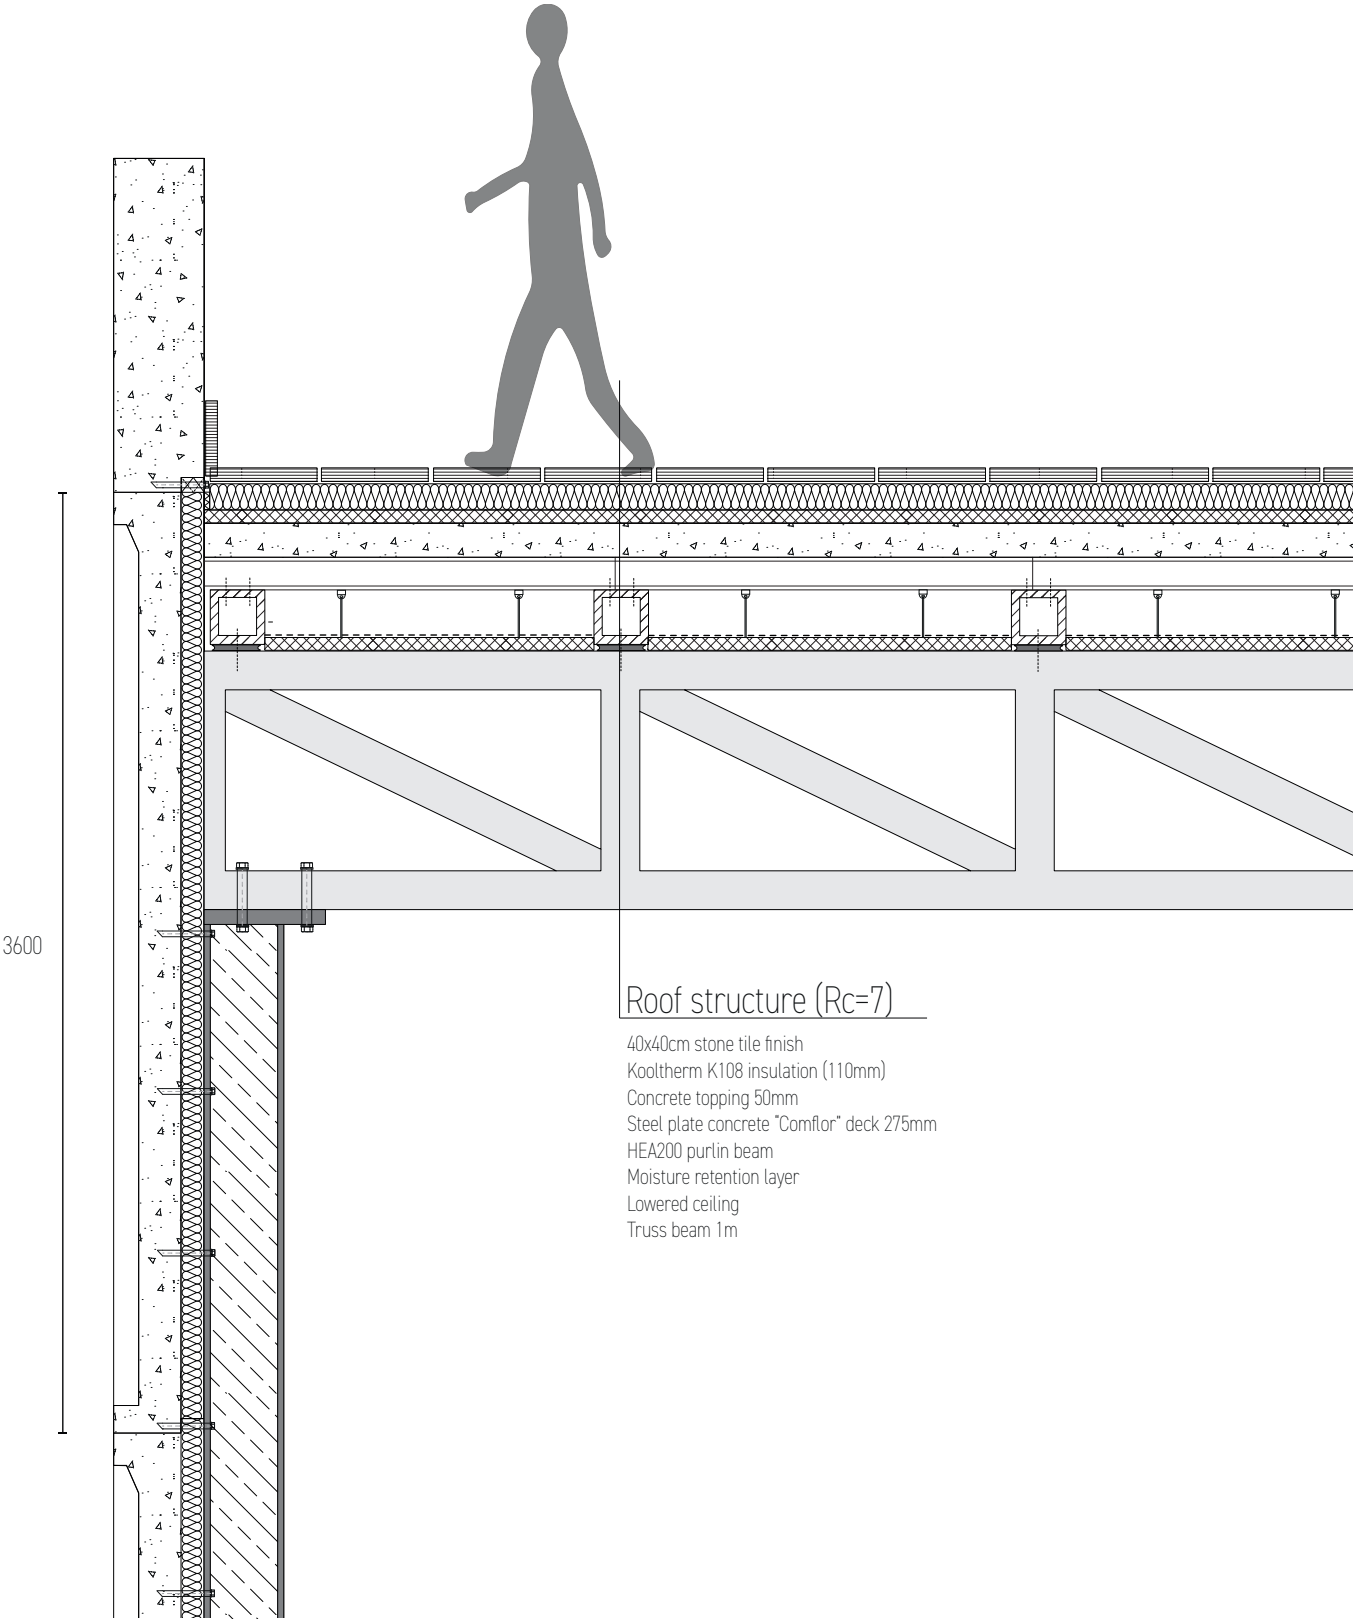 3600
Roof structure (Rc=7)
40x40cm stone tile finish
Kooltherm K108 insulation (110mm)
Concrete topping 50mm
Steel plate concrete "Comflor" deck 275mm
HEA200 purlin beam
Moisture retention layer
Lowered ceiling
Truss beam 1m